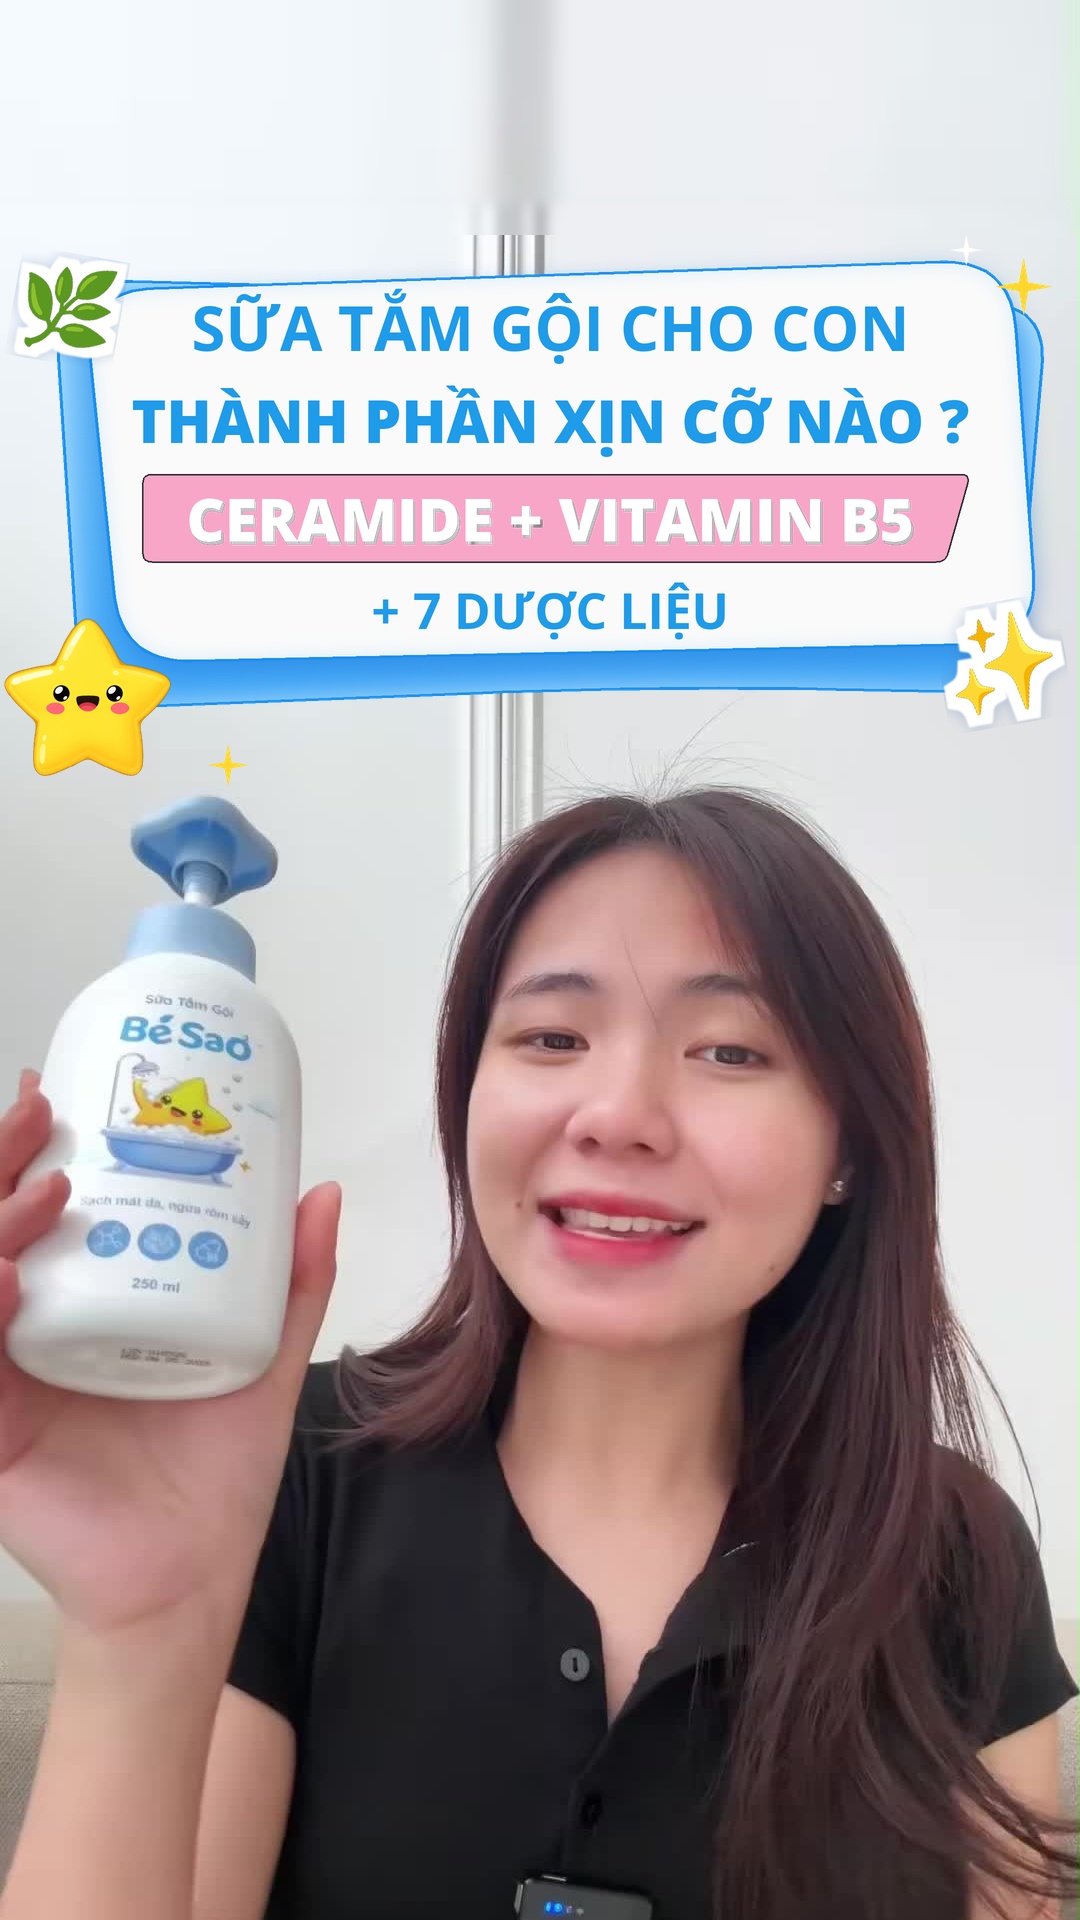 SỮA TẮM GỘI CHO CON
THÀNH PHẦN XỊN CỠ NÀO ?
CERAMIDE + VITAMIN B5
+ 7 DƯỢC LIỆU
Sữa Tắm Gội
Bé Sao
Sạch mát da, ngừa rôm sảy
250 ml